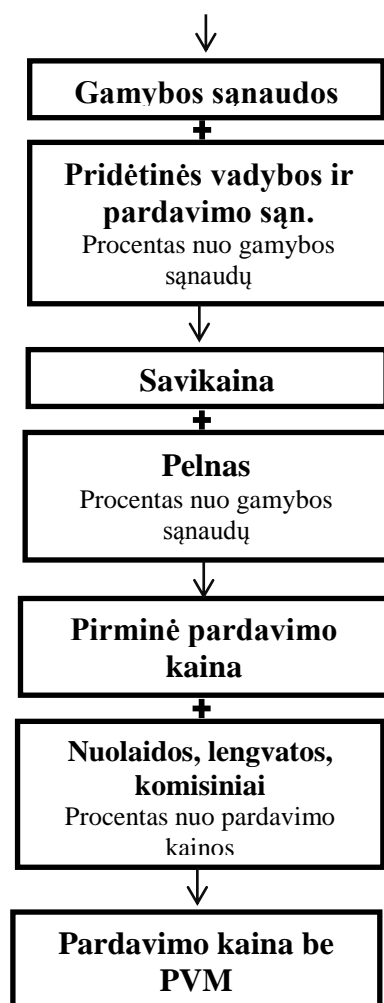 Gamybos sąnaudos
+
Pridėtinės vadybos ir
pardavimo sąn.
Procentas nuo gamybos
sąnaudų
Savikaina
+
Pelnas
Procentas nuo gamybos
sąnaudų
Pirminė pardavimo
kaina
+
Nuolaidos, lengvatos,
komisiniai
Procentas nuo pardavimo
kainos
Pardavimo kaina be
PVM